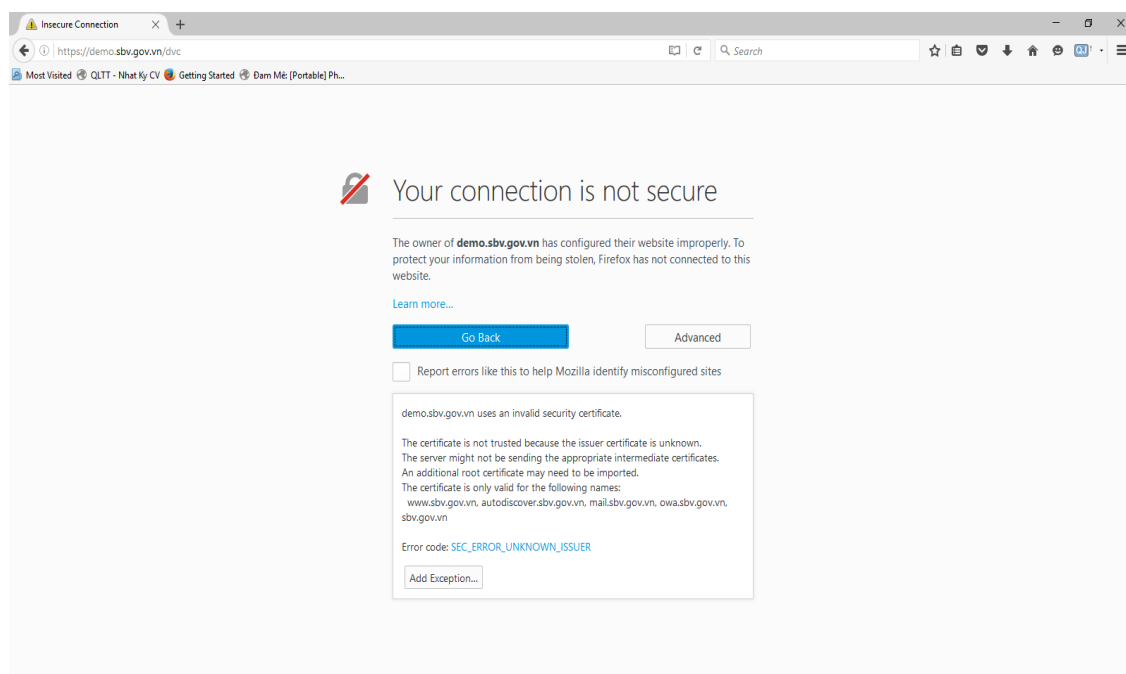 Insecure Connection
https://demo.sbv.gov.vn/dvc
Search
Most Visited QLTT - Nhat Ky CV Getting Started Đam Mê: [Portable] Ph...
Your connection is not secure
The owner of demo.sbv.gov.vn has configured their website improperly. To
protect your information from being stolen, Firefox has not connected to this
website.
Learn more...
Go Back Advanced
Report errors like this to help Mozilla identify misconfigured sites
demo.sbv.gov.vn uses an invalid security certificate.
The certificate is not trusted because the issuer certificate is unknown.
The server might not be sending the appropriate intermediate certificates.
An additional root certificate may need to be imported.
The certificate is only valid for the following names:
www.sbv.gov.vn, autodiscover.sbv.gov.vn, mail.sbv.gov.vn, owa.sbv.gov.vn,
sbv.gov.vn
Error code: SEC_ERROR_UNKNOWN_ISSUER
Add Exception...